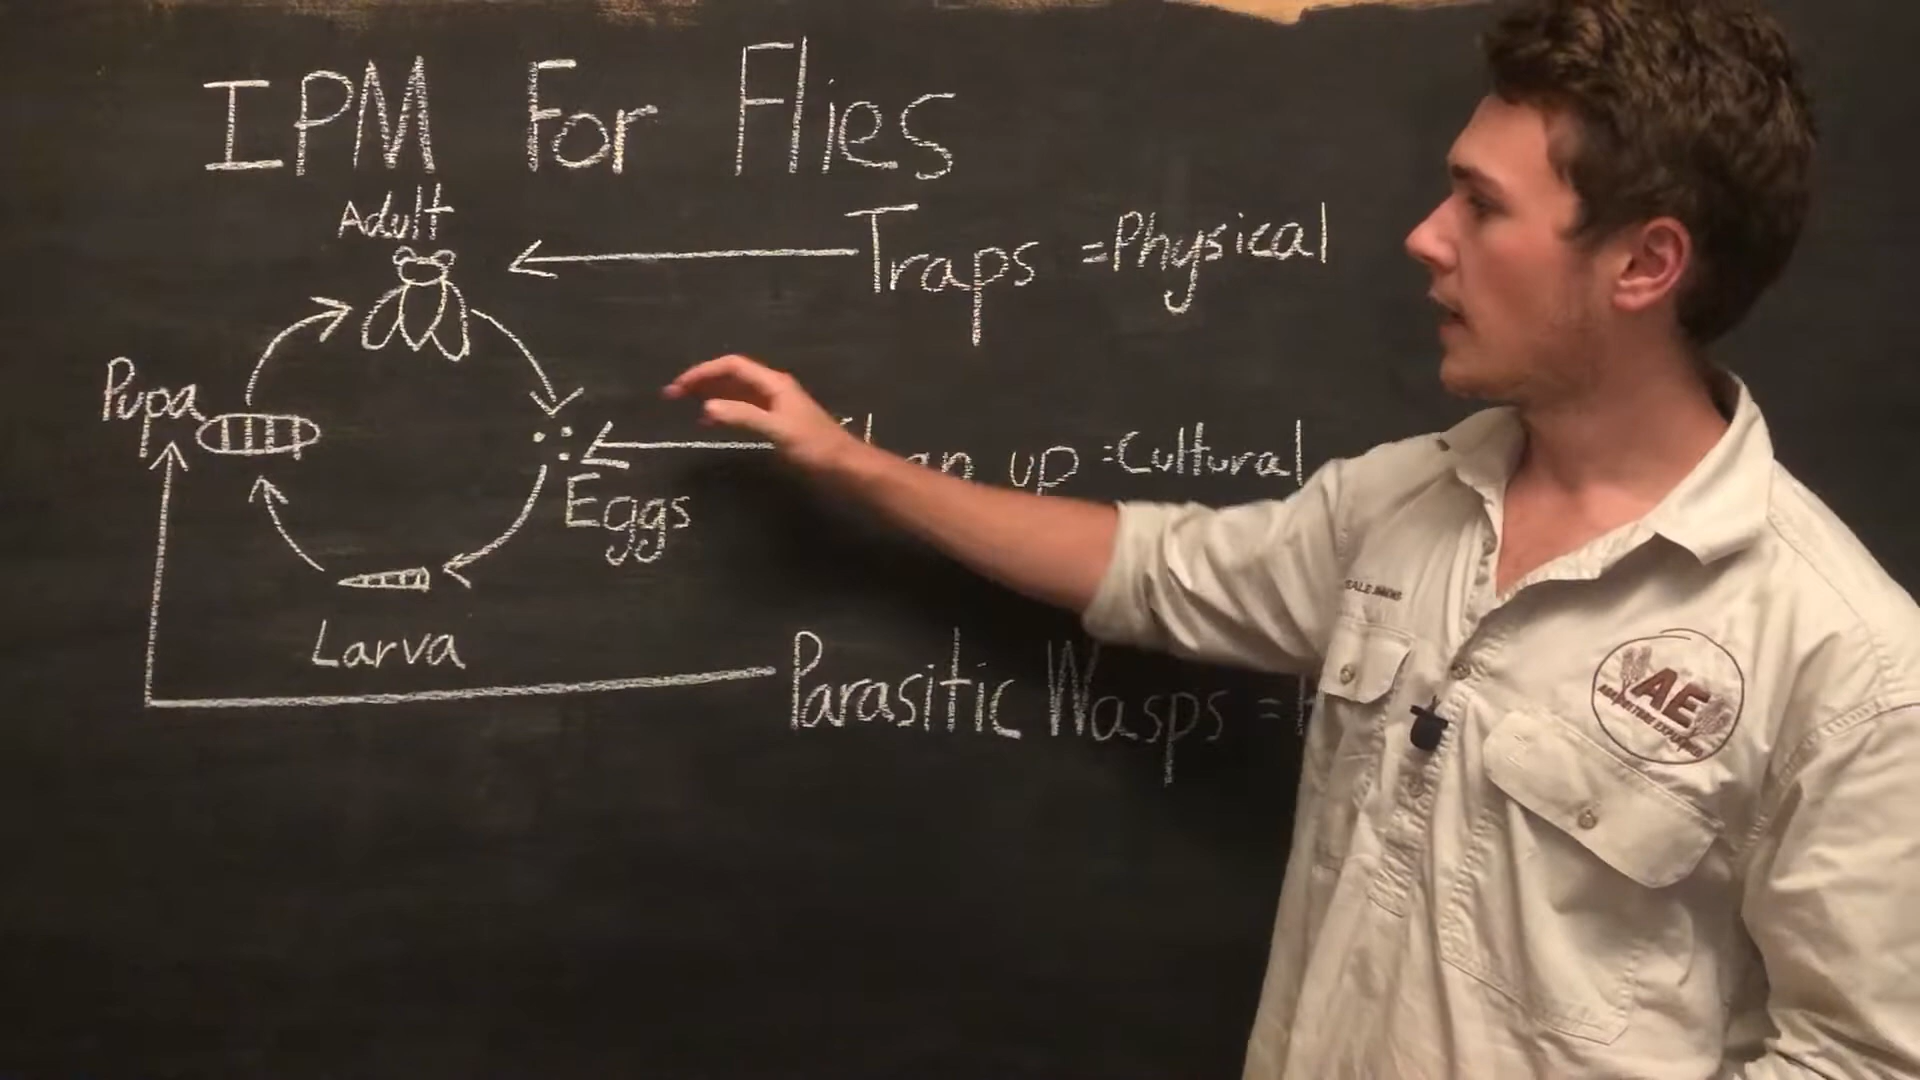 IPM For Flies
Adult
Traps =Physical
Pupa
up =Cultural
Eggs
Larva
Parasitic Wasps =
AE